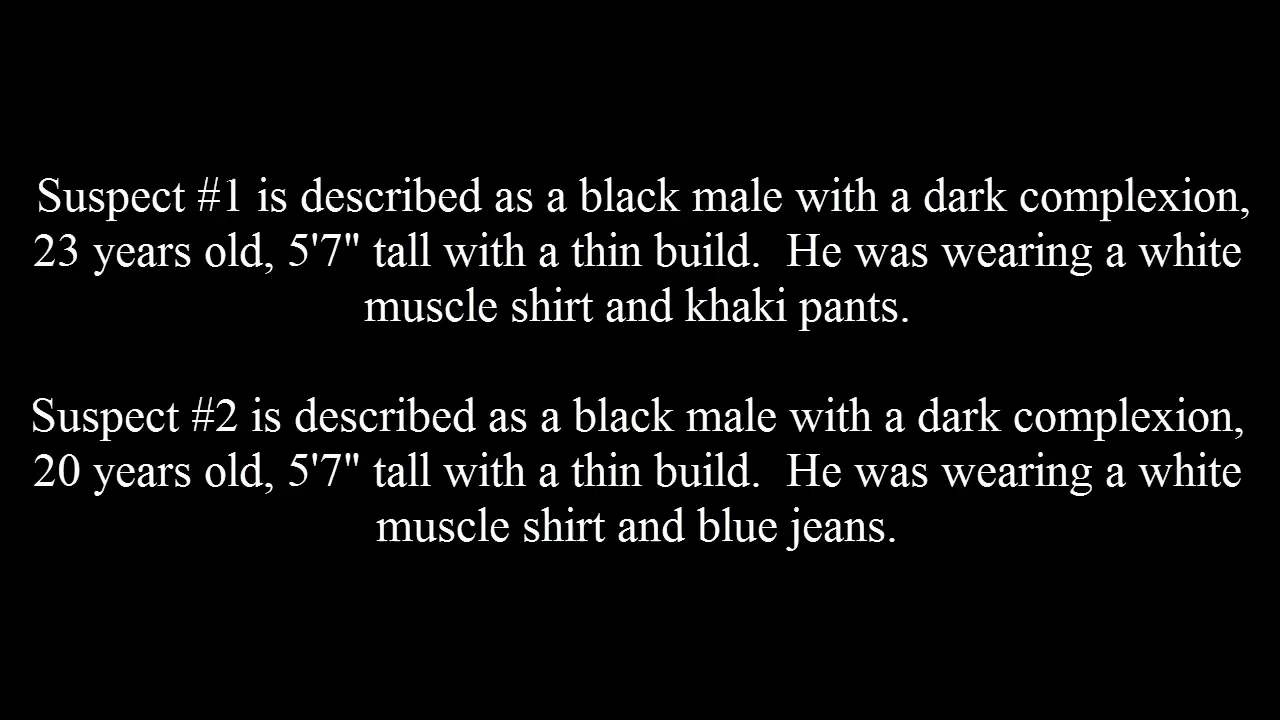 Suspect #1 is described as a black male with a dark complexion,
23 years old, 5'7" tall with a thin build.  He was wearing a white
muscle shirt and khaki pants.
Suspect #2 is described as a black male with a dark complexion,
20 years old, 5'7" tall with a thin build.  He was wearing a white
muscle shirt and blue jeans.